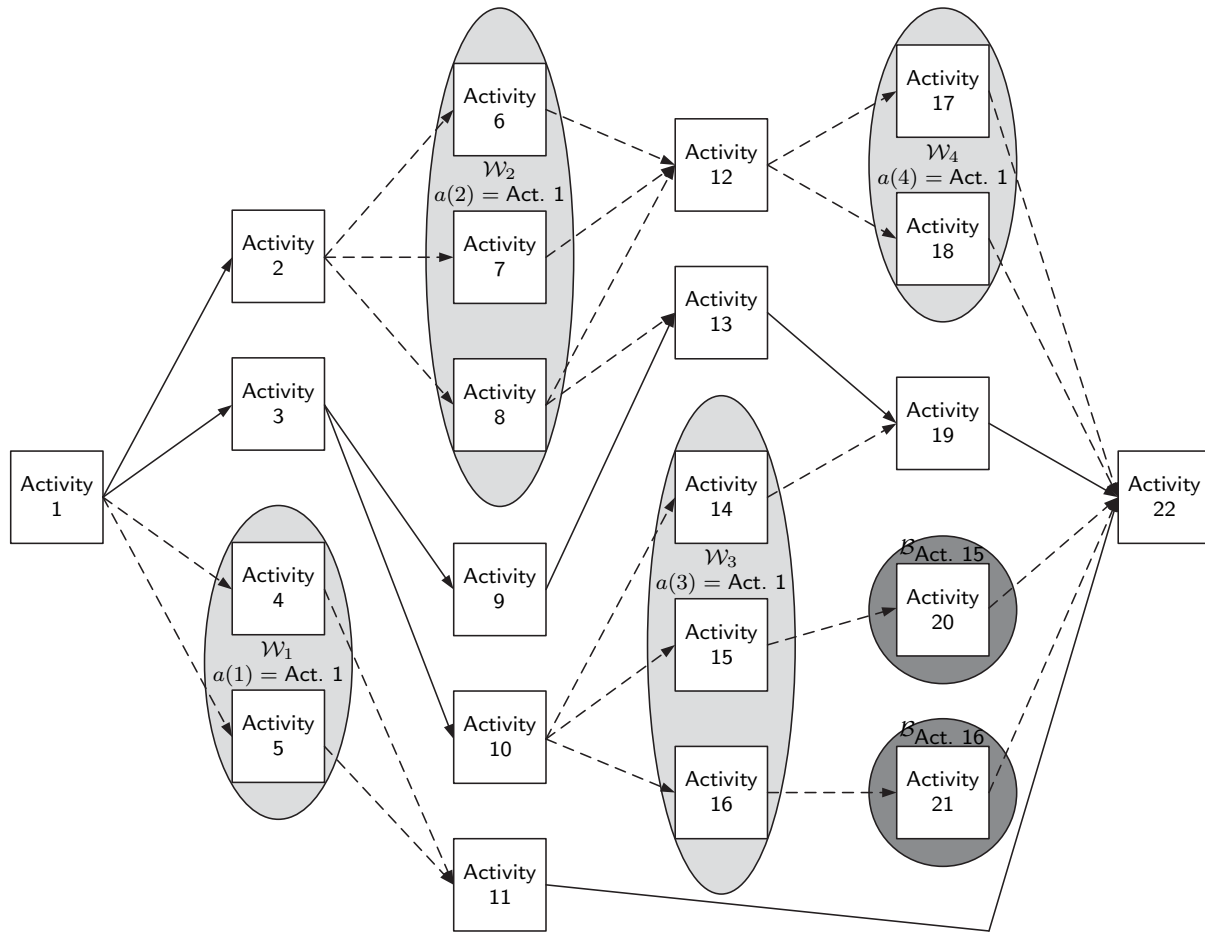 Activity
1
Activity
2
Activity
3
Activity
4
𝒲₁
a(1) = Act. 1
Activity
5
Activity
6
𝒲₂
a(2) = Act. 1
Activity
7
Activity
8
Activity
9
Activity
10
Activity
11
Activity
12
Activity
13
Activity
14
𝒲₃
a(3) = Act. 1
Activity
15
Activity
16
Activity
17
𝒲₄
a(4) = Act. 1
Activity
18
Activity
19
ℬAct. 15
Activity
20
ℬAct. 16
Activity
21
Activity
22